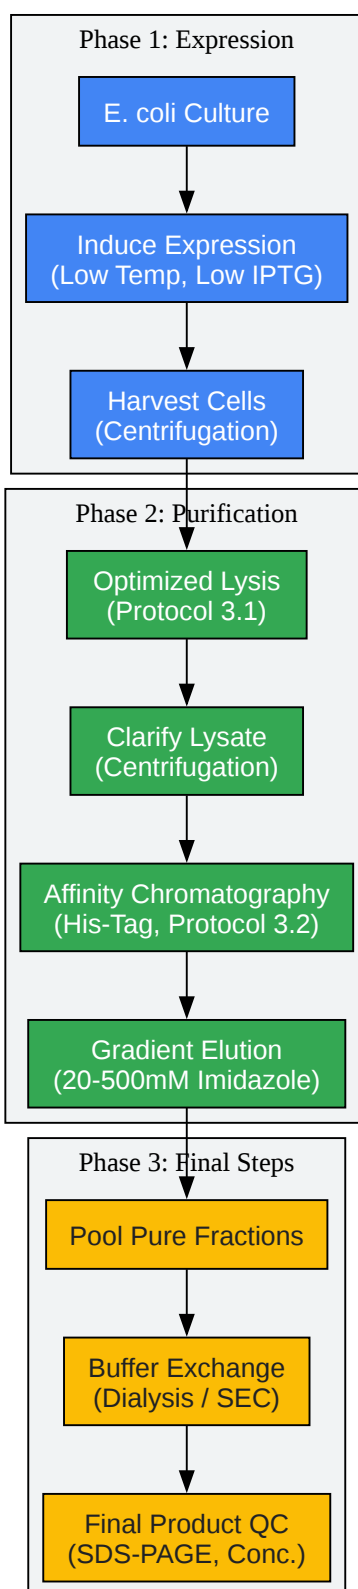 Phase 1: Expression
E. coli Culture
Induce Expression
(Low Temp, Low IPTG)
Harvest Cells
(Centrifugation)
Phase 2: Purification
Optimized Lysis
(Protocol 3.1)
Clarify Lysate
(Centrifugation)
Affinity Chromatography
(His-Tag, Protocol 3.2)
Gradient Elution
(20-500mM Imidazole)
Phase 3: Final Steps
Pool Pure Fractions
Buffer Exchange
(Dialysis / SEC)
Final Product QC
(SDS-PAGE, Conc.)